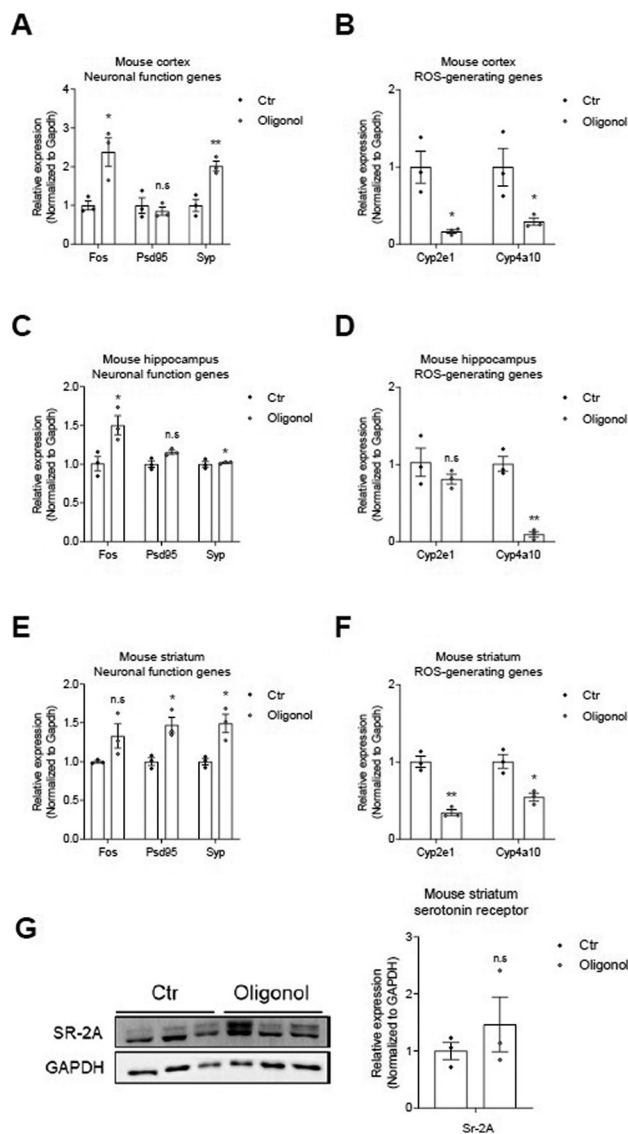 A
Mouse cortex
Neuronal function genes
Relative expression
(Normalized to Gapdh)
4
3
2
1
0
*
n.s
**
Fos
Psd95
Syp
Ctr
Oligonol
B
Mouse cortex
ROS-generating genes
Relative expression
(Normalized to Gapdh)
2
1
0
*
*
Cyp2e1
Cyp4a10
Ctr
Oligonol
C
Mouse hippocampus
Neuronal function genes
Relative expression
(Normalized to Gapdh)
2.0
1.5
1.0
0.5
0.0
*
n.s
*
Fos
Psd95
Syp
Ctr
Oligonol
D
Mouse hippocampus
ROS-generating genes
Relative expression
(Normalized to Gapdh)
2
1
0
n.s
**
Cyp2e1
Cyp4a10
Ctr
Oligonol
E
Mouse striatum
Neuronal function genes
Relative expression
(Normalized to Gapdh)
2.0
1.5
1.0
0.5
0.0
n.s
*
*
Fos
Psd95
Syp
Ctr
Oligonol
F
Mouse striatum
ROS-generating genes
Relative expression
(Normalized to Gapdh)
2
1
0
**
*
Cyp2e1
Cyp4a10
Ctr
Oligonol
G
Ctr
Oligonol
SR-2A
GAPDH
Mouse striatum
serotonin receptor
Relative expression
(Normalized to GAPDH)
3
2
1
0
n.s
Sr-2A
Ctr
Oligonol